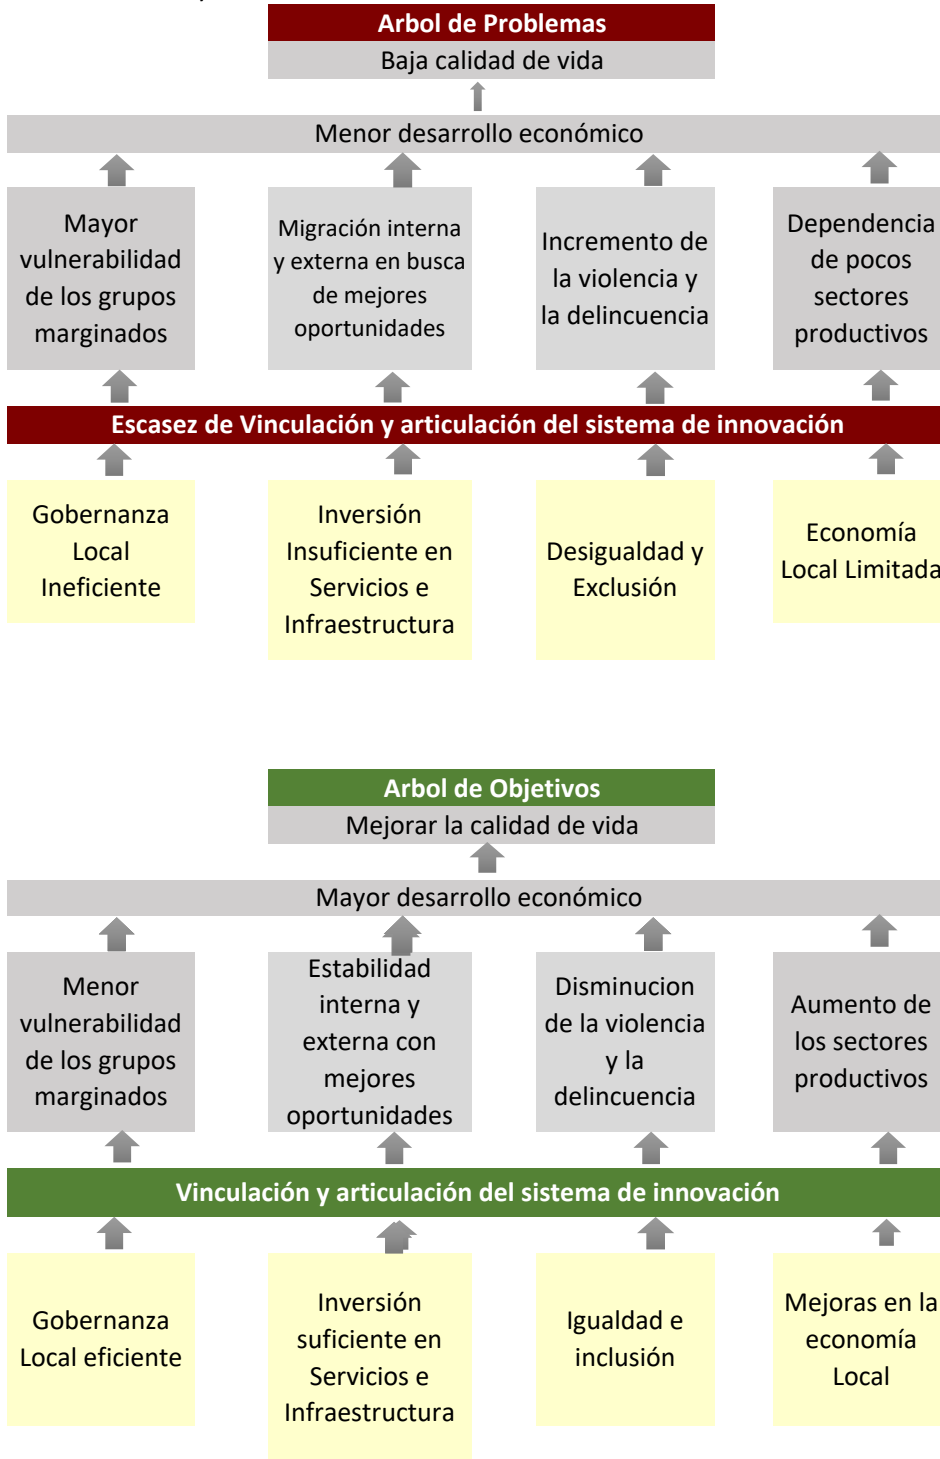 Arbol de Problemas
Baja calidad de vida
Menor desarrollo económico
Mayor
vulnerabilidad
de los grupos
marginados
Migración interna
y externa en busca
de mejores
oportunidades
Incremento de
la violencia y
la delincuencia
Dependencia
de pocos
sectores
productivos
Escasez de Vinculación y articulación del sistema de innovación
Gobernanza
Local
Ineficiente
Inversión
Insuficiente en
Servicios e
Infraestructura
Desigualdad y
Exclusión
Economía
Local Limitada
Arbol de Objetivos
Mejorar la calidad de vida
Mayor desarrollo económico
Menor
vulnerabilidad
de los grupos
marginados
Estabilidad
interna y
externa con
mejores
oportunidades
Disminucion
de la violencia
y la
delincuencia
Aumento de
los sectores
productivos
Vinculación y articulación del sistema de innovación
Gobernanza
Local eficiente
Inversión
suficiente en
Servicios e
Infraestructura
Igualdad e
inclusión
Mejoras en la
economía
Local